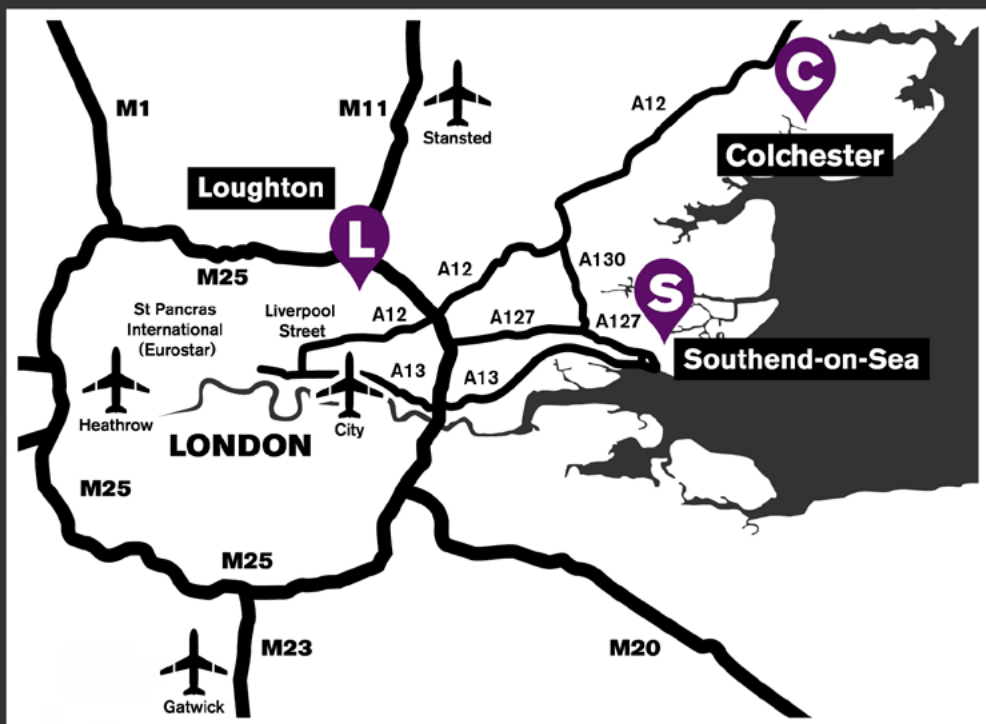 C
M1
M11
A12
Stansted
Colchester
Loughton
L
A12
A130
M25
S
St Pancras
International
(Eurostar)
Liverpool
Street
A12
A127
A127
Southend-on-Sea
A13
A13
Heathrow
City
LONDON
M25
M25
M23
M20
Gatwick